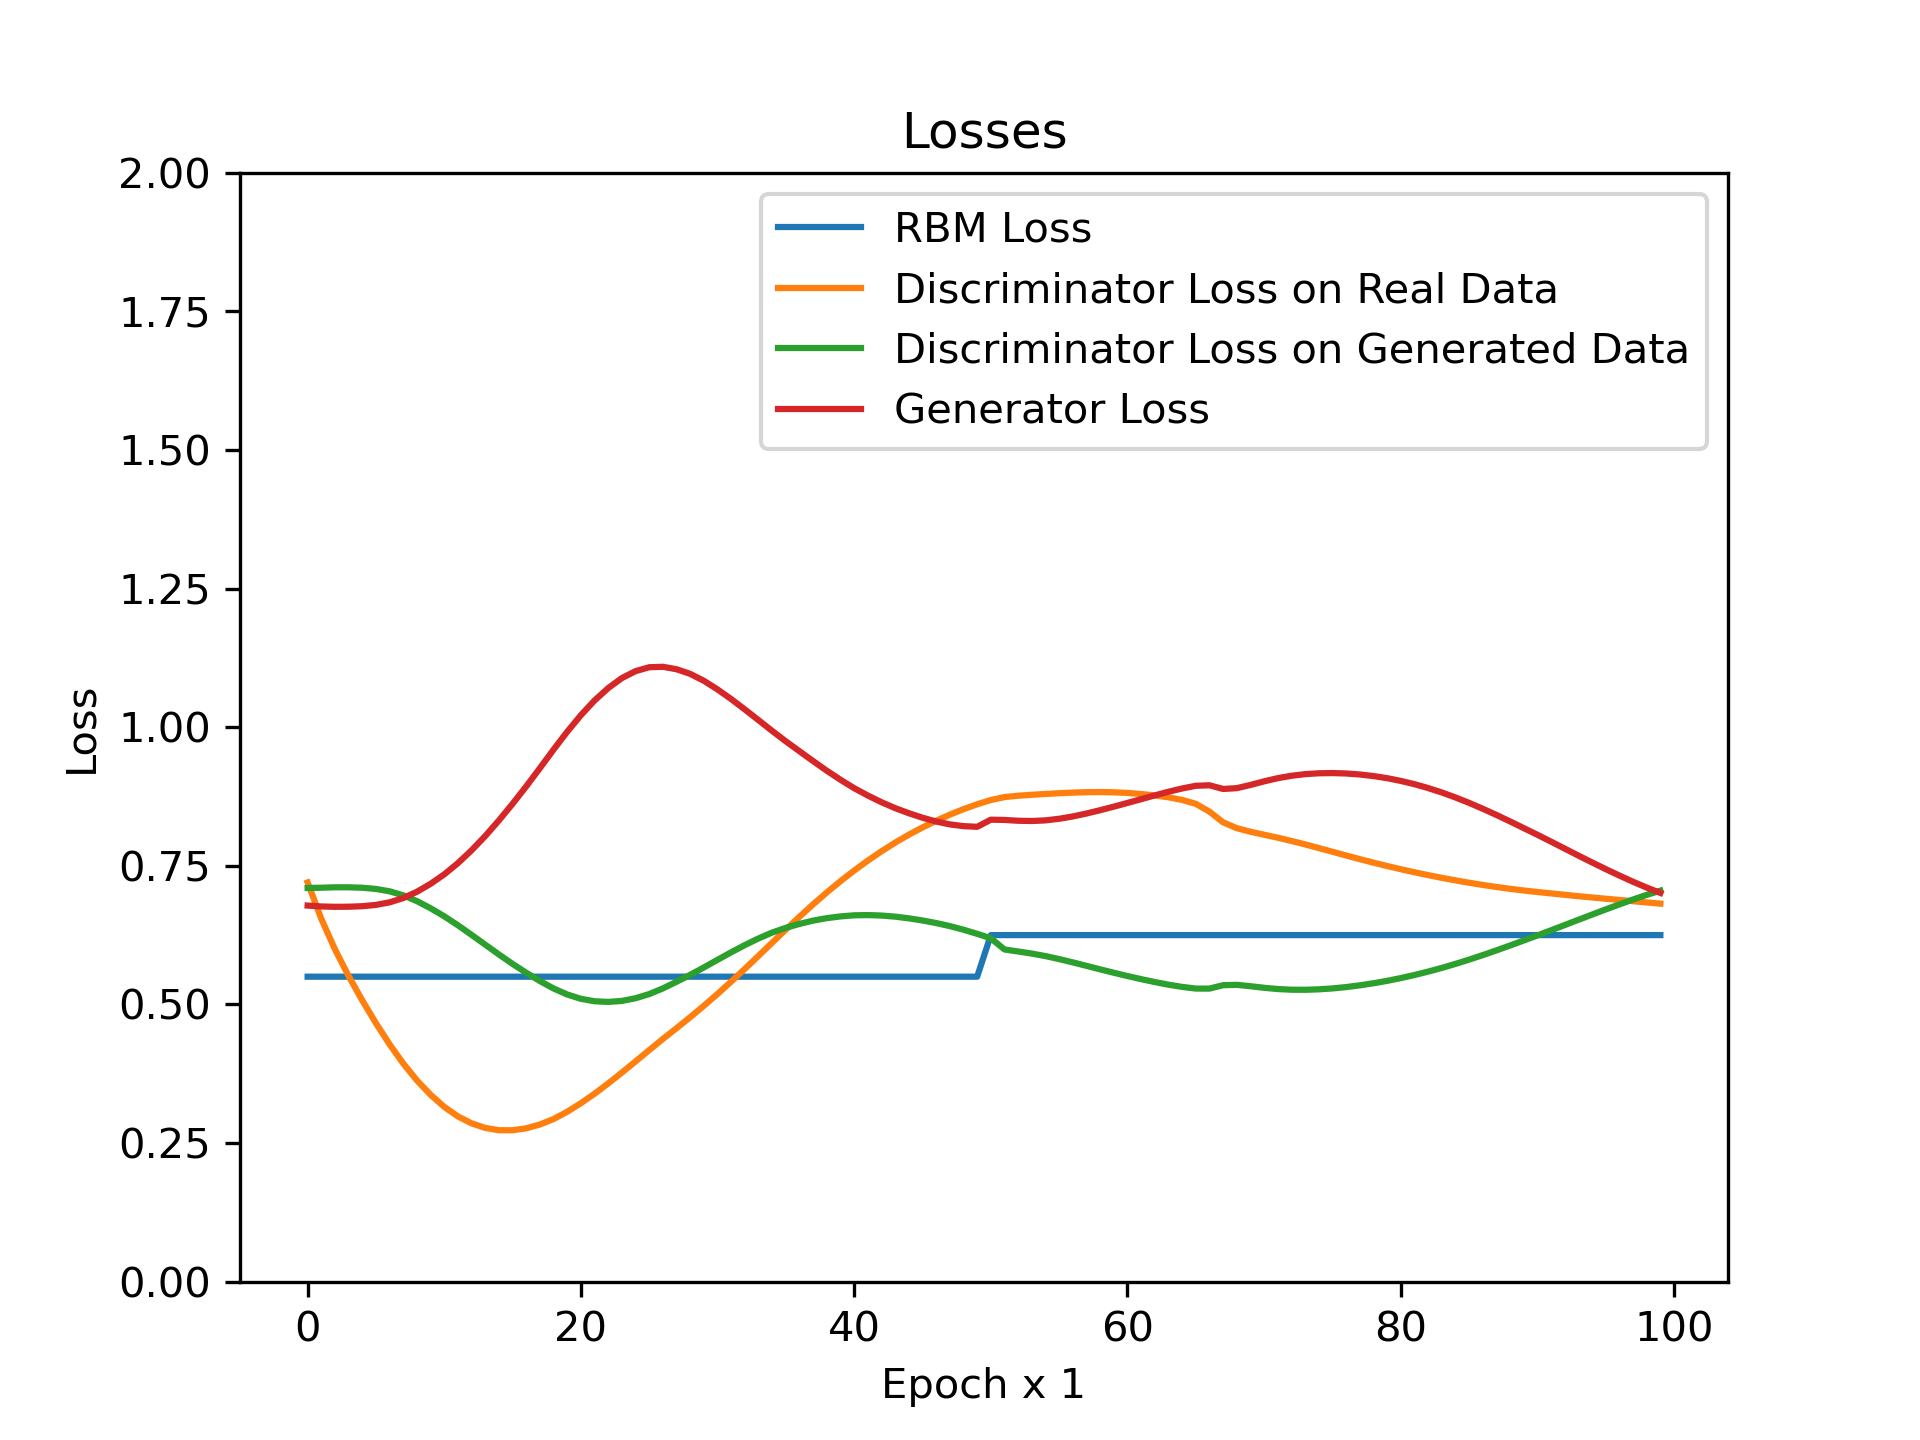 Losses
2.00
1.75
1.50
1.25
1.00
0.75
0.50
0.25
0.00
Loss
RBM Loss
Discriminator Loss on Real Data
Discriminator Loss on Generated Data
Generator Loss
0 20 40 60 80 100
Epoch x 1